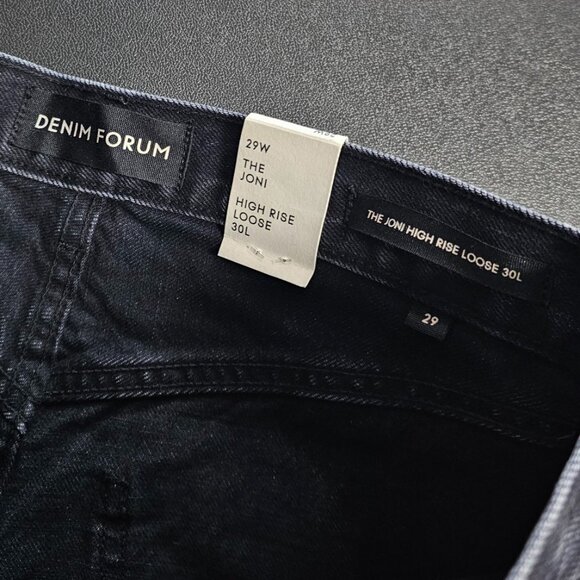 DENIM FORUM
29W
THE
JONI
HIGH RISE
LOOSE
30L
THE JONI HIGH RISE LOOSE 30L
29